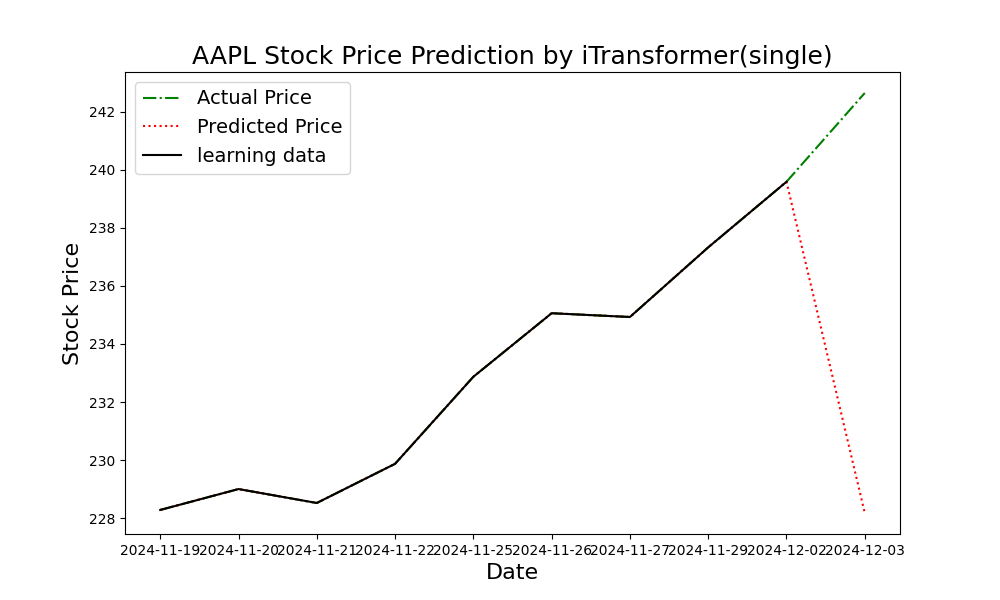 AAPL Stock Price Prediction by iTransformer(single)
Actual Price
Predicted Price
learning data
242
240
238
236
234
232
230
228
Stock Price
2024-11-19 2024-11-20 2024-11-21 2024-11-22 2024-11-25 2024-11-26 2024-11-27 2024-11-29 2024-12-02 2024-12-03
Date